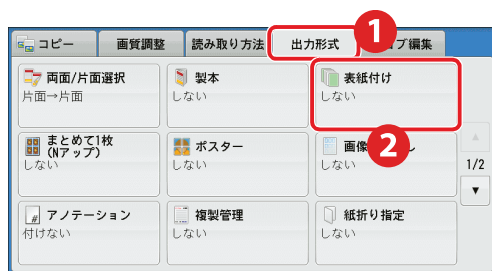 コピー
画質調整
読み取り方法
出力形式
1
ブ編集
両面/片面選択
片面→片面
製本
しない
表紙付け
しない
まとめて1枚
(Nアップ)
しない
ポスター
しない
画像
し
しない
2
1/2
アノテーション
付けない
複製管理
しない
紙折り指定
しない